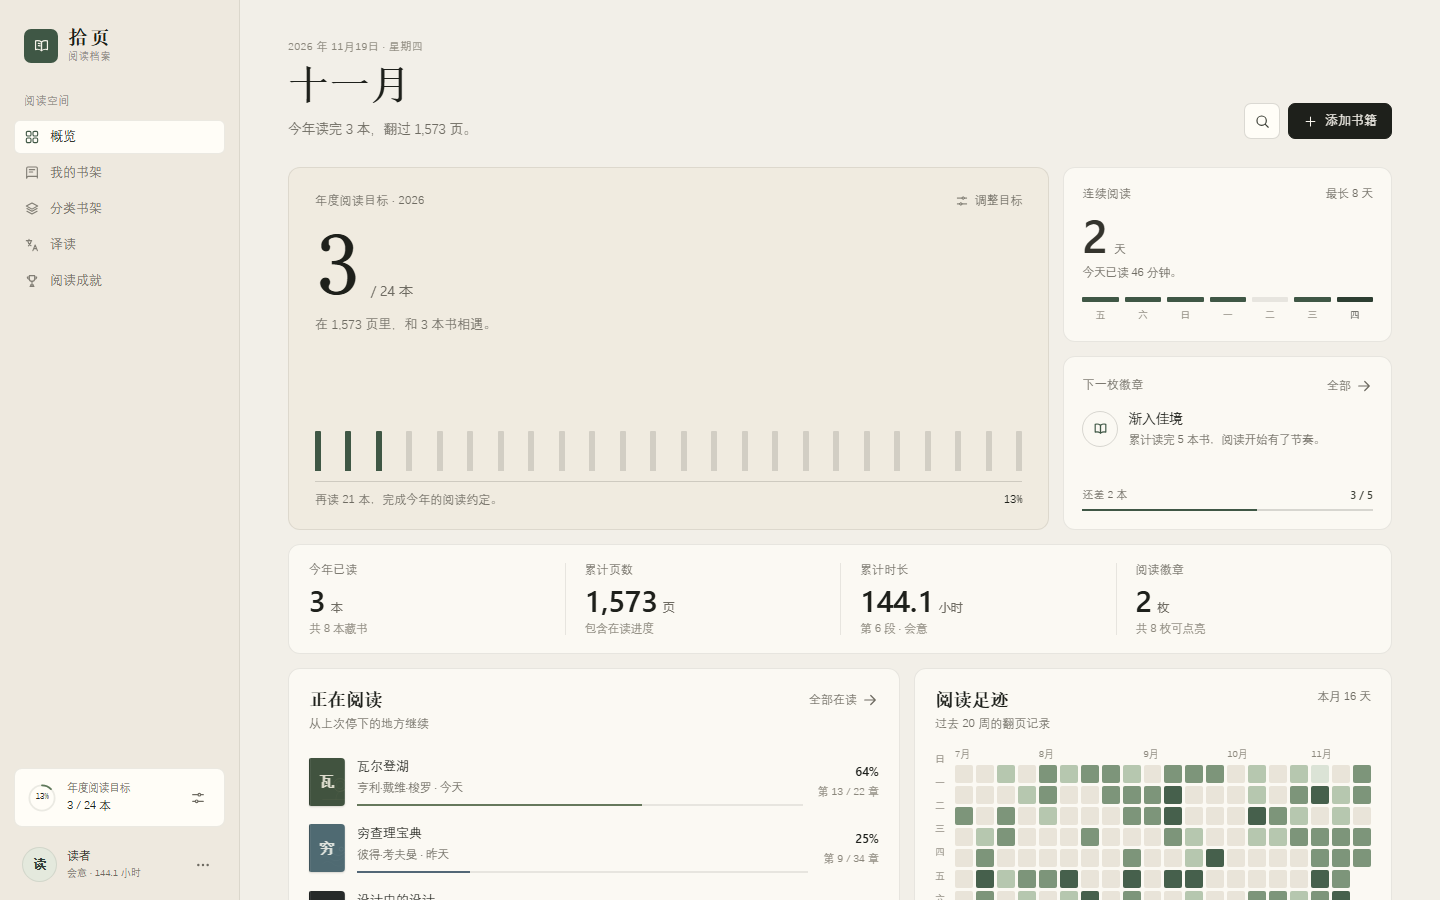 拾页
阅读档案
阅读空间
概览
我的书架
分类书架
译读
阅读成就
13%
年度阅读目标
3 / 24 本
读
读者
会意 · 144.1 小时
2026 年 11月19日 · 星期四
十一月
今年读完 3 本，翻过 1,573 页。
添加书籍
年度阅读目标 · 2026
调整目标
3 / 24 本
在 1,573 页里，和 3 本书相遇。
再读 21 本，完成今年的阅读约定。
13%
连续阅读
最长 8 天
2 天
今天已读 46 分钟。
五 六 日 一 二 三 四
下一枚徽章
全部
渐入佳境
累计读完 5 本书，阅读开始有了节奏。
还差 2 本
3 / 5
今年已读
3 本
共 8 本藏书
累计页数
1,573 页
包含在读进度
累计时长
144.1 小时
第 6 段 · 会意
阅读徽章
2 枚
共 8 枚可点亮
正在阅读
全部在读
从上次停下的地方继续
瓦
瓦尔登湖
亨利·戴维·梭罗 · 今天
64%
第 13 / 22 章
穷
穷查理宝典
彼得·考夫曼 · 昨天
25%
第 9 / 34 章
设计中的设计
阅读足迹
本月 16 天
过去 20 周的翻页记录
7月 8月 9月 10月 11月
日
一
二
三
四
五
六